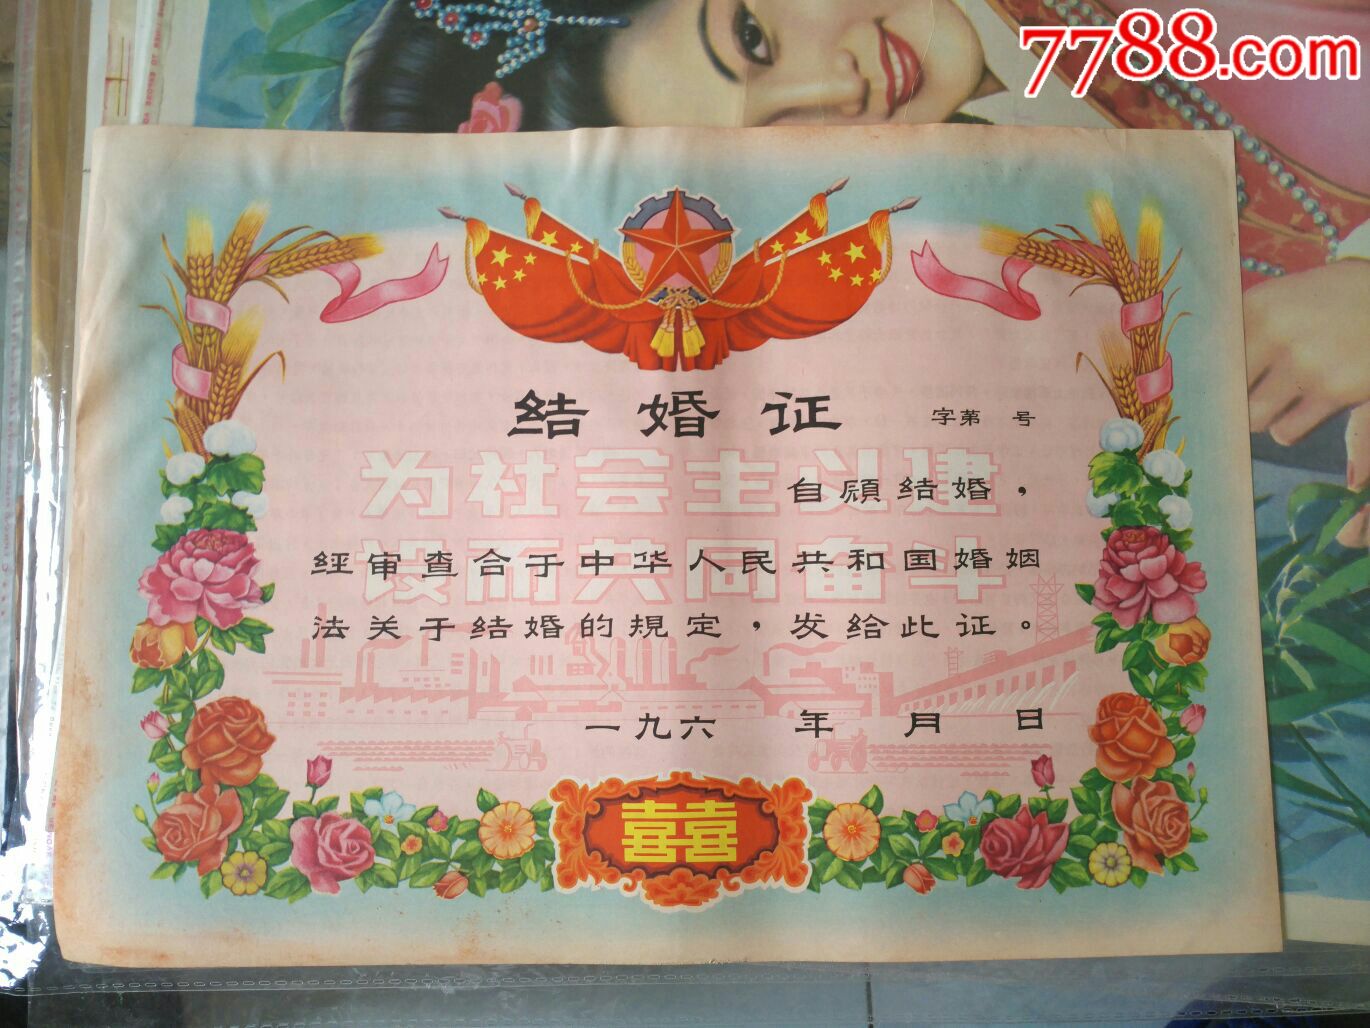 7788.com
结婚证 字第 号
为社会主义建
设而共同奋斗
自愿结婚，
經审查合于中华人民共和国婚姻
法关于结婚的規定，发给此证。
一九六 年 月 日
囍